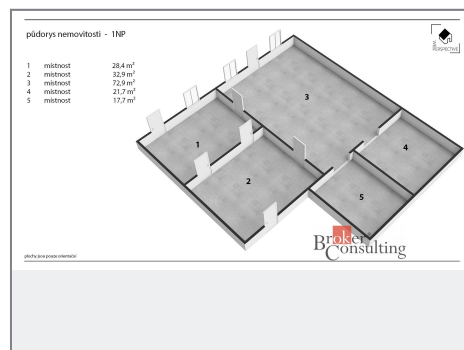 půdorys nemovitosti - 1NP
1 místnost 28,4 m²
2 místnost 32,9 m²
3 místnost 72,9 m²
4 místnost 21,7 m²
5 místnost 17,7 m²
PERSPECTIVE
3
1
4
2
5
Broker
Consulting
plochy jsou pouze orientační